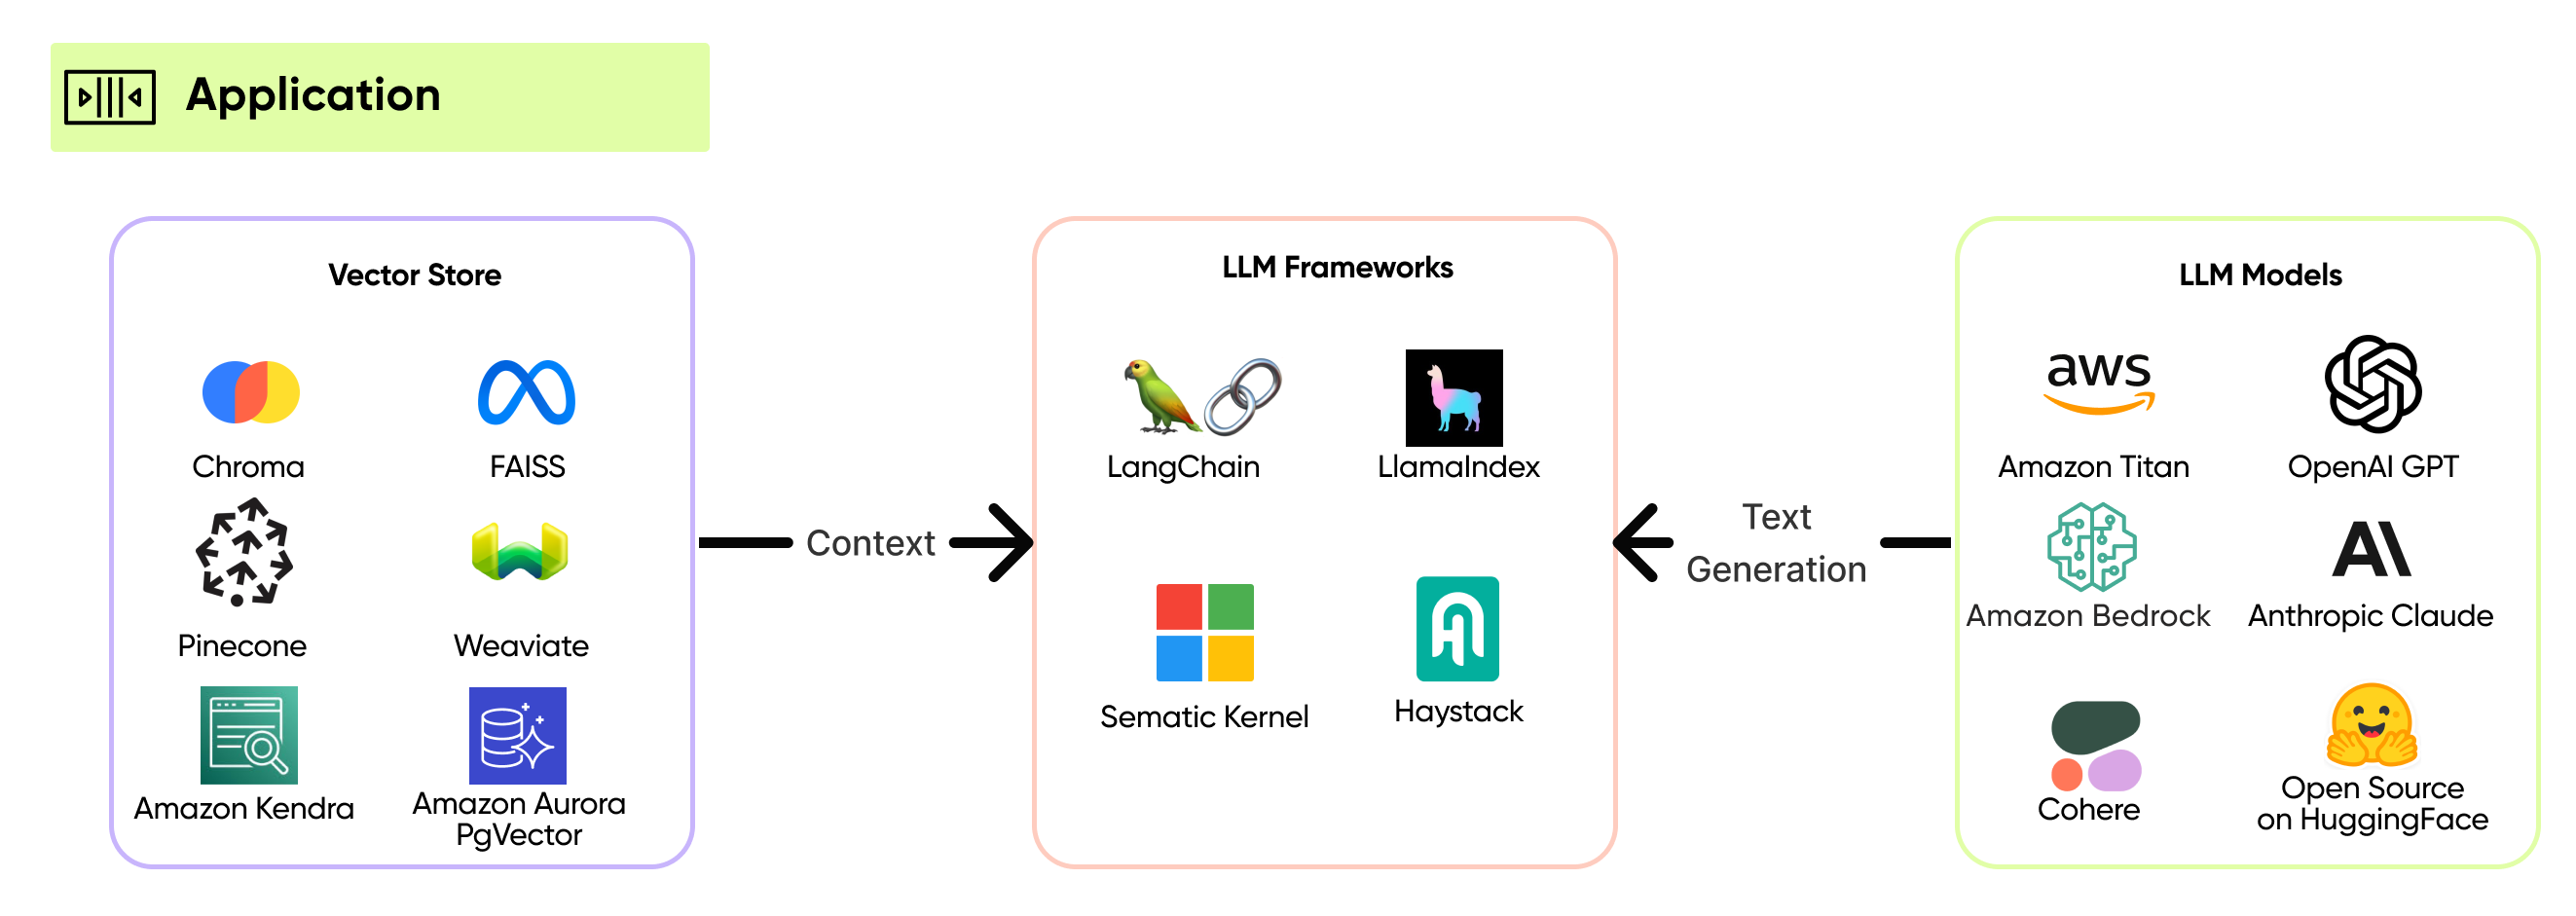 Application
Vector Store
Chroma
FAISS
Pinecone
Weaviate
Amazon Kendra
Amazon Aurora
PgVector
Context
LLM Frameworks
LangChain
LlamaIndex
Sematic Kernel
Haystack
Text
Generation
LLM Models
aws
Amazon Titan
OpenAI GPT
Amazon Bedrock
Anthropic Claude
Cohere
Open Source
on HuggingFace